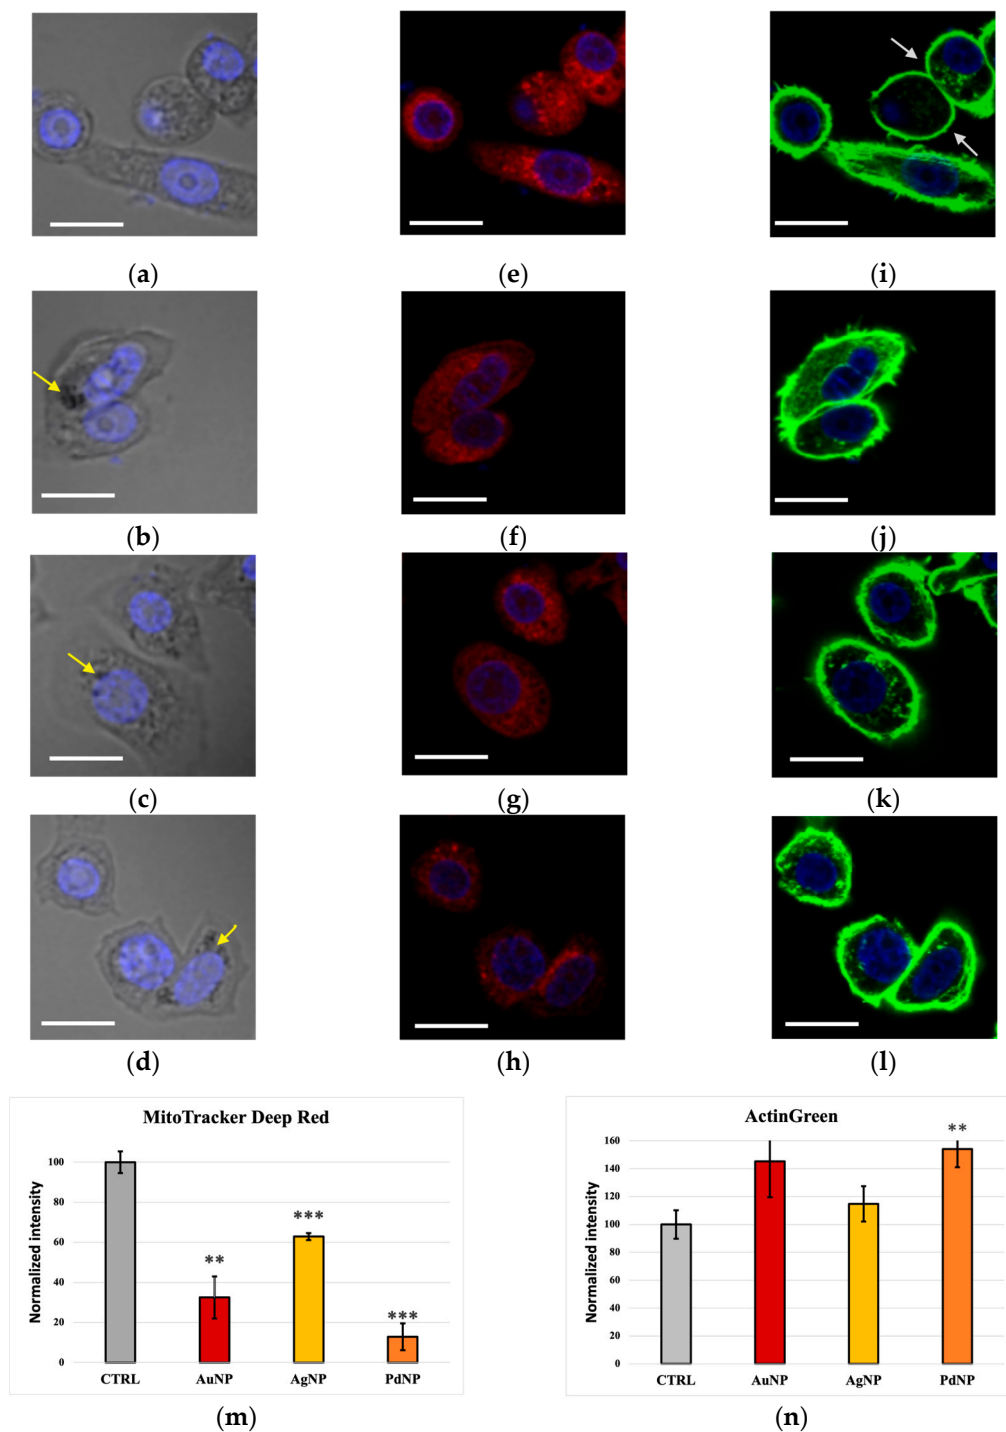 (a) (e) (i)
(b) (f) (j)
(c) (g) (k)
(d) (h) (l)
MitoTracker Deep Red
Normalized intensity
100
80
60
40
20
0
**
***
***
CTRL AuNP AgNP PdNP
(m)
ActinGreen
Normalized intensity
160
140
120
100
80
60
40
20
0
**
CTRL AuNP AgNP PdNP
(n)